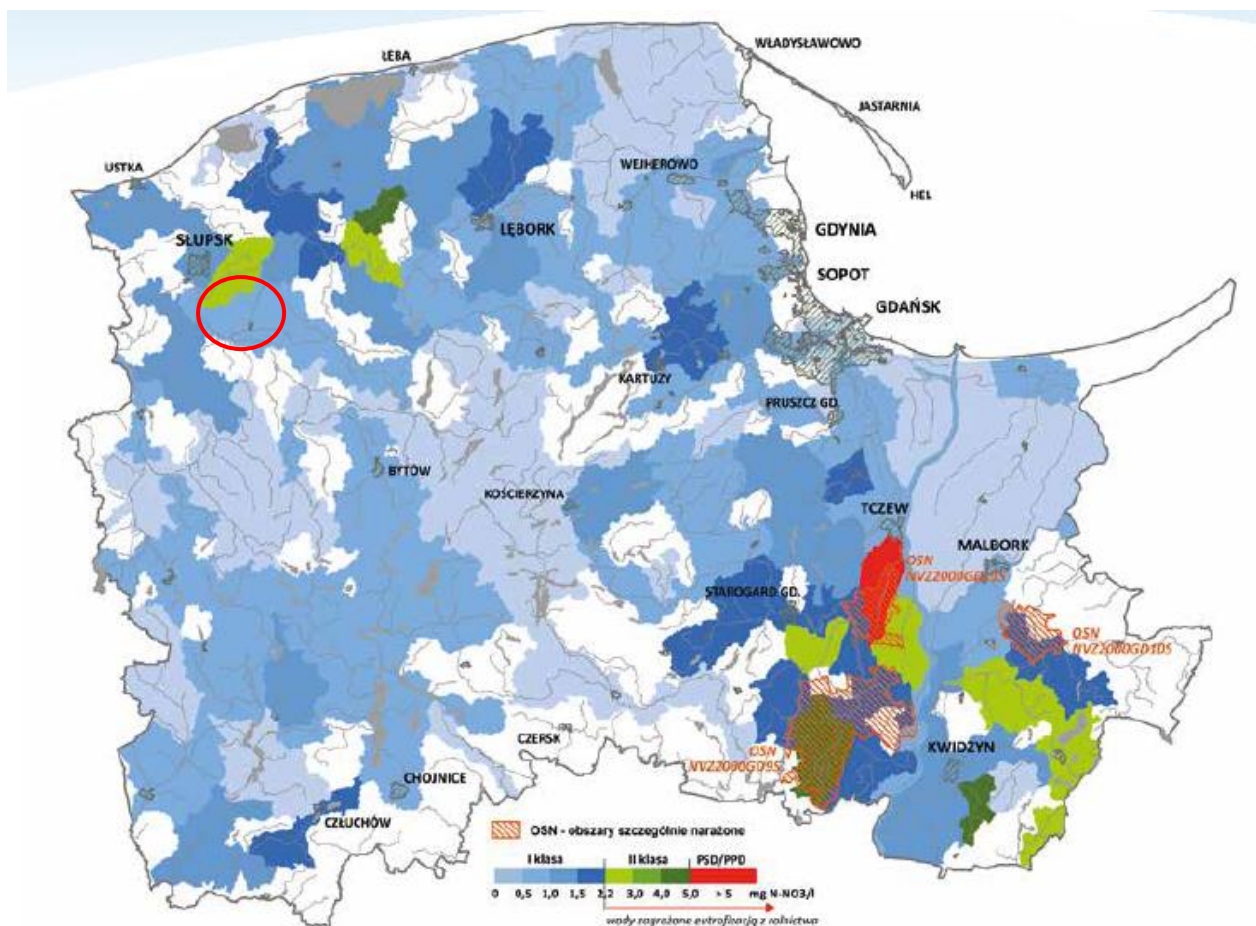 WŁADYSŁAWOWO
ŁEBA
JASTARNIA
USTKA
WEJHEROWO
HEL
GDYNIA
SŁUPSK
LĘBORK
SOPOT
GDAŃSK
KARTUZY
PRUSZCZ GD.
BYTÓW
KOŚCIERZYNA
TCZEW
MALBORK
OSN
STAROGARD GD.
OSN
NVZ2000GD10S
CZERSK
OSN
NVZ2000GD9S
KWIDZYN
CHOJNICE
CZŁUCHÓW
OSN - obszary szczególnie narażone
I klasa II klasa PSD/PPD
0 0,5 1,0 1,5 2,2 3,0 4,0 5,0 > 5 mg N-NO3/l
wody zagrożone eutrofizacją z rolnictwa